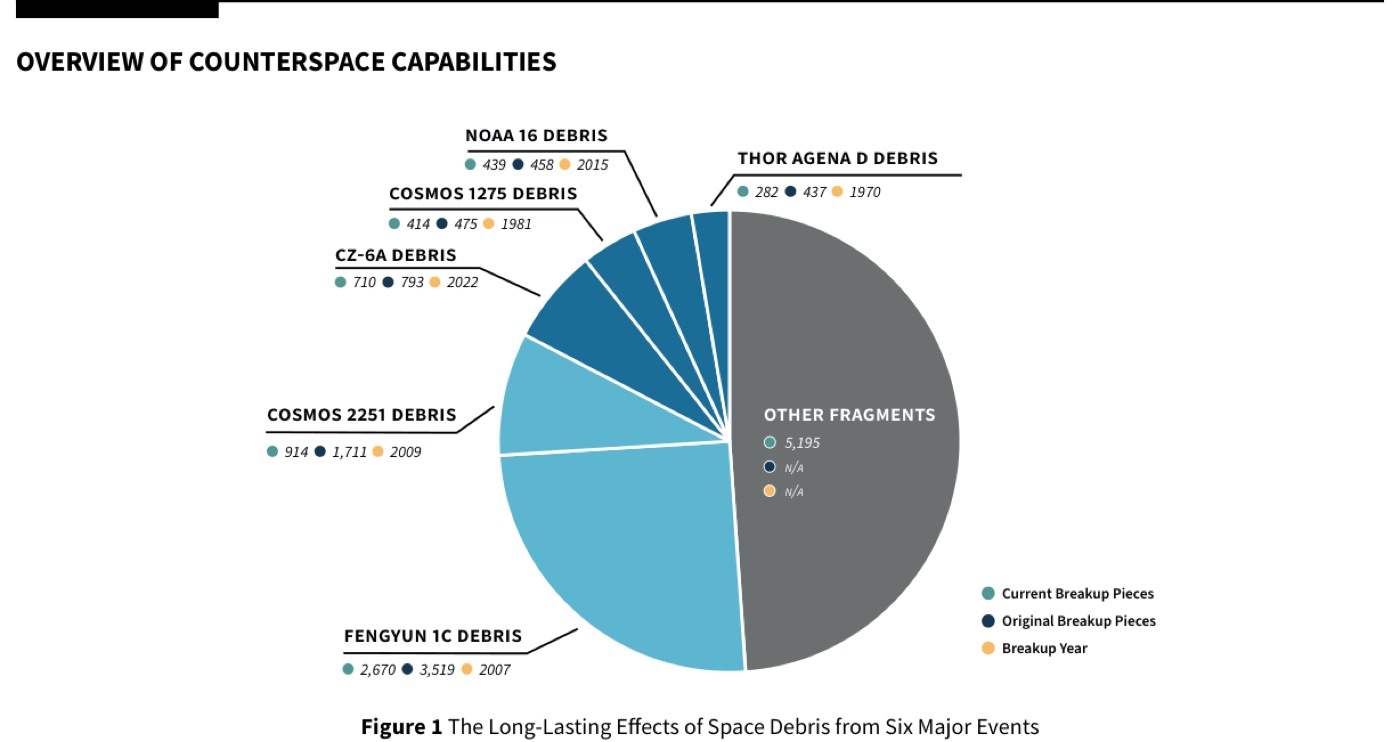 OVERVIEW OF COUNTERSPACE CAPABILITIES
NOAA 16 DEBRIS
439 458 2015
THOR AGENA D DEBRIS
282 437 1970
COSMOS 1275 DEBRIS
414 475 1981
CZ-6A DEBRIS
710 793 2022
COSMOS 2251 DEBRIS
914 1,711 2009
OTHER FRAGMENTS
5,195
N/A
N/A
FENGYUN 1C DEBRIS
2,670 3,519 2007
Current Breakup Pieces
Original Breakup Pieces
Breakup Year
Figure 1 The Long-Lasting Effects of Space Debris from Six Major Events